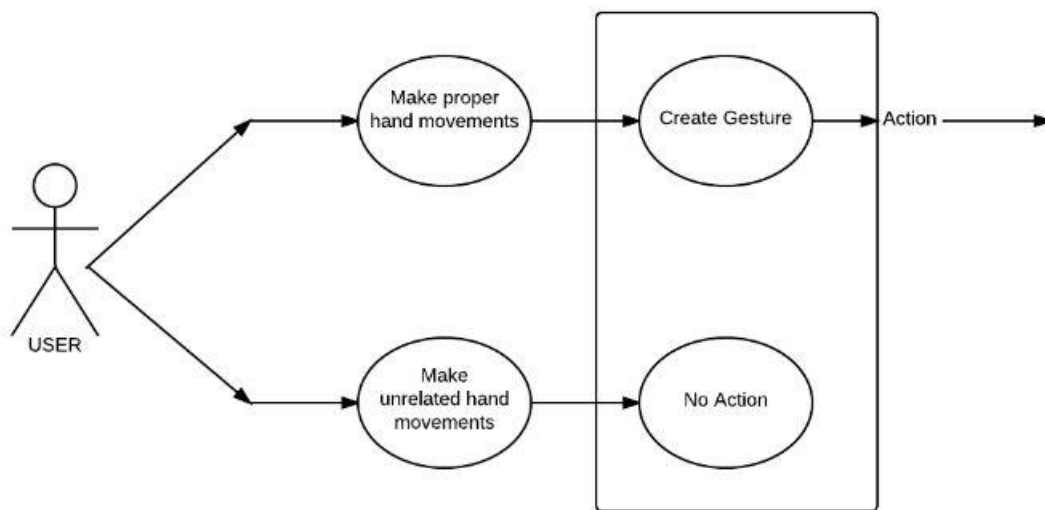 Make proper
hand movements
Create Gesture
Action
USER
Make
unrelated hand
movements
No Action